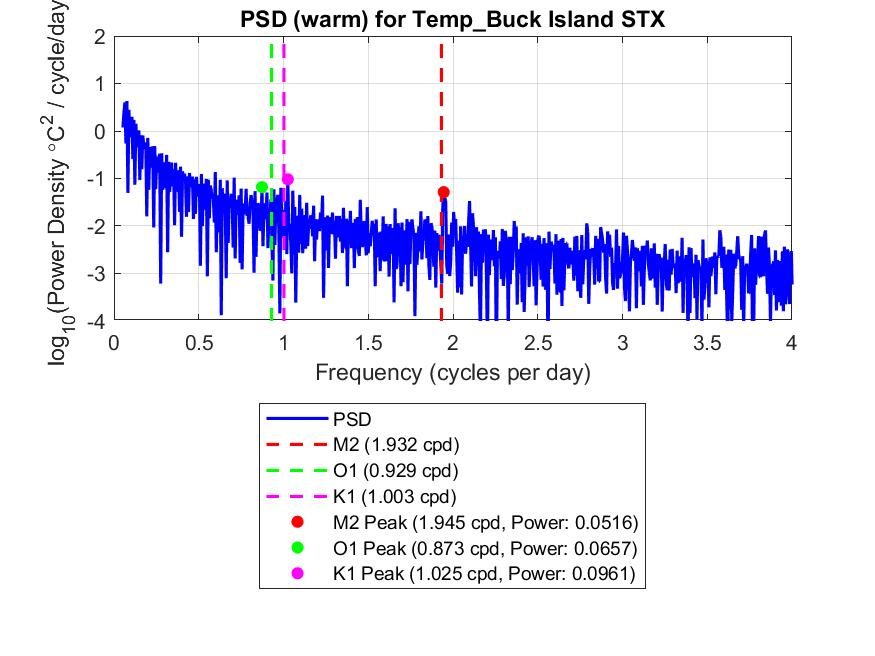 PSD (warm) for Temp_Buck Island STX
log10(Power Density °C2 / cycle/day
2
1
0
-1
-2
-3
-4
0 0.5 1 1.5 2 2.5 3 3.5 4
Frequency (cycles per day)
PSD
M2 (1.932 cpd)
O1 (0.929 cpd)
K1 (1.003 cpd)
M2 Peak (1.945 cpd, Power: 0.0516)
O1 Peak (0.873 cpd, Power: 0.0657)
K1 Peak (1.025 cpd, Power: 0.0961)